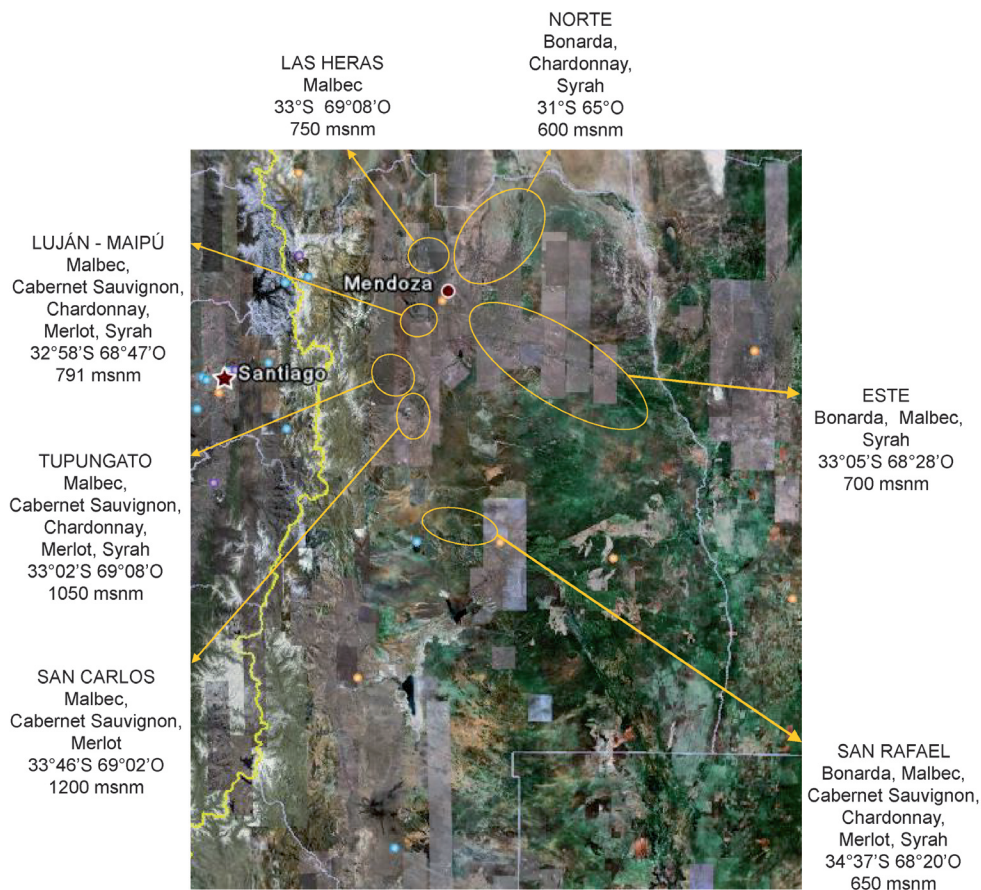 NORTE
Bonarda,
Chardonnay,
Syrah
31°S 65°O
600 msnm
LAS HERAS
Malbec
33°S 69°08’O
750 msnm
LUJÁN - MAIPÚ
Malbec,
Cabernet Sauvignon,
Chardonnay,
Merlot, Syrah
32°58’S 68°47’O
791 msnm
Mendoza
Santiago
ESTE
Bonarda, Malbec,
Syrah
33°05’S 68°28’O
700 msnm
TUPUNGATO
Malbec,
Cabernet Sauvignon,
Chardonnay,
Merlot, Syrah
33°02’S 69°08’O
1050 msnm
SAN CARLOS
Malbec,
Cabernet Sauvignon,
Merlot
33°46’S 69°02’O
1200 msnm
SAN RAFAEL
Bonarda, Malbec,
Cabernet Sauvignon,
Chardonnay,
Merlot, Syrah
34°37’S 68°20’O
650 msnm